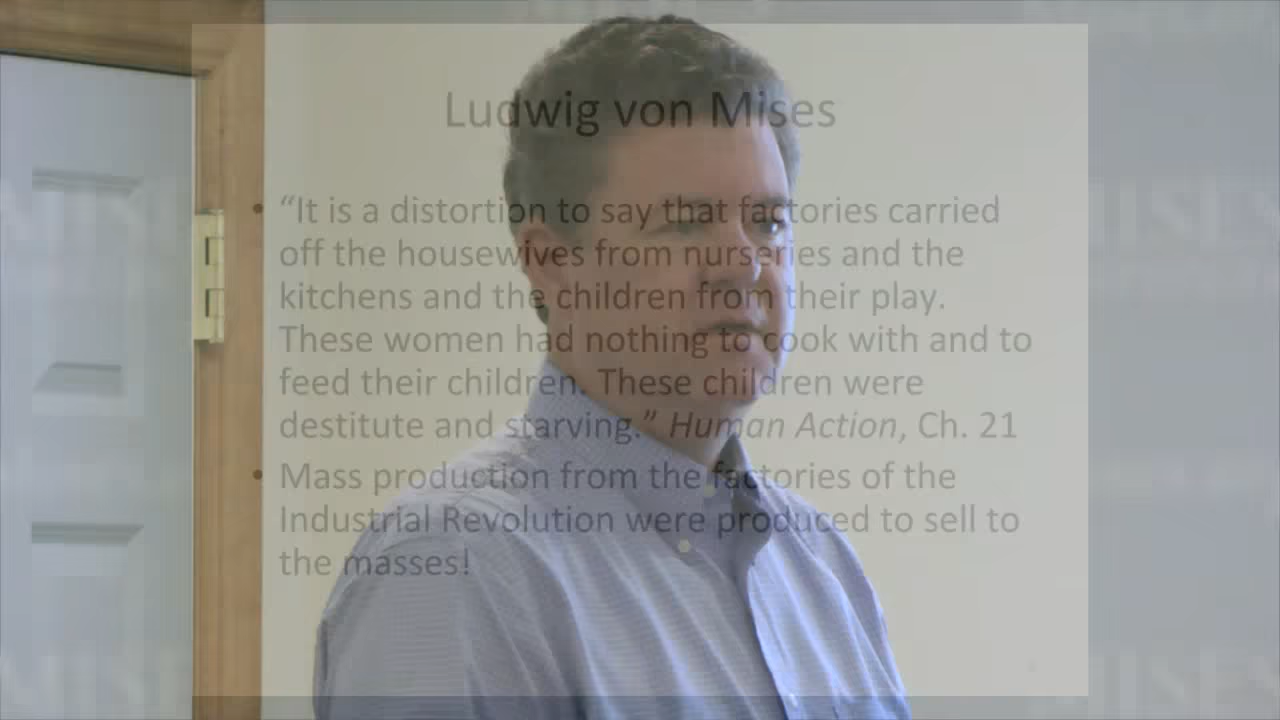 Ludwig von Mises
• “It is a distortion to say that factories carried
off the housewives from nurseries and the
kitchens and the children from their play.
These women had nothing to cook with and to
feed their children. These children were
destitute and starving.” Human Action, Ch. 21
• Mass production from the factories of the
Industrial Revolution were produced to sell to
the masses!
MISES